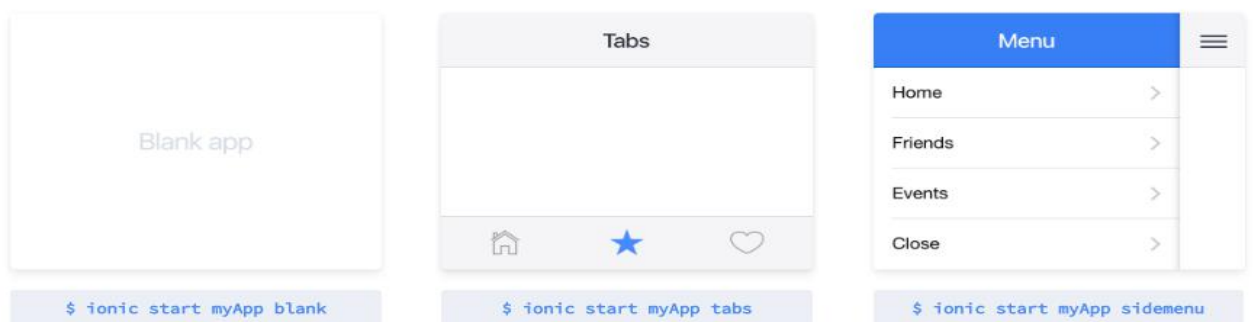 Blank app
$ ionic start myApp blank
Tabs
$ ionic start myApp tabs
Menu
Home
Friends
Events
Close
$ ionic start myApp sidemenu